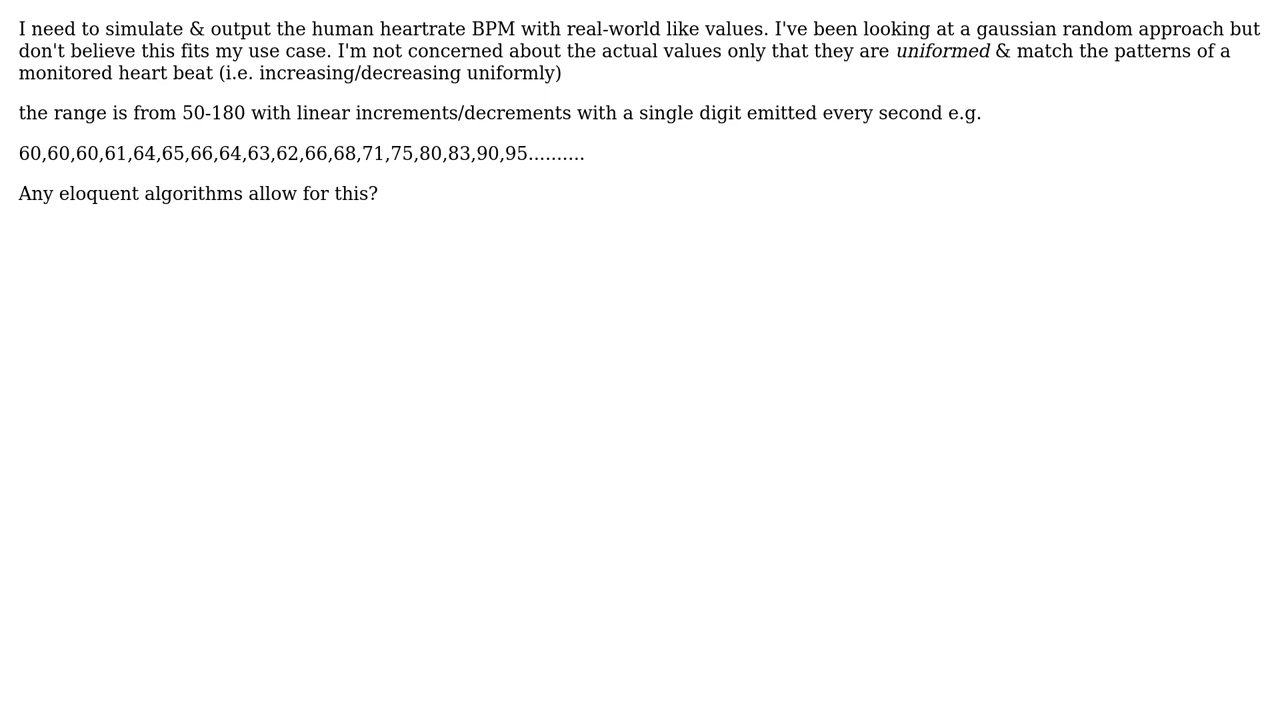 I need to simulate & output the human heartrate BPM with real-world like values. I've been looking at a gaussian random approach but
don't believe this fits my use case. I'm not concerned about the actual values only that they are uniformed & match the patterns of a
monitored heart beat (i.e. increasing/decreasing uniformly)
the range is from 50-180 with linear increments/decrements with a single digit emitted every second e.g.
60,60,60,61,64,65,66,64,63,62,66,68,71,75,80,83,90,95..........
Any eloquent algorithms allow for this?